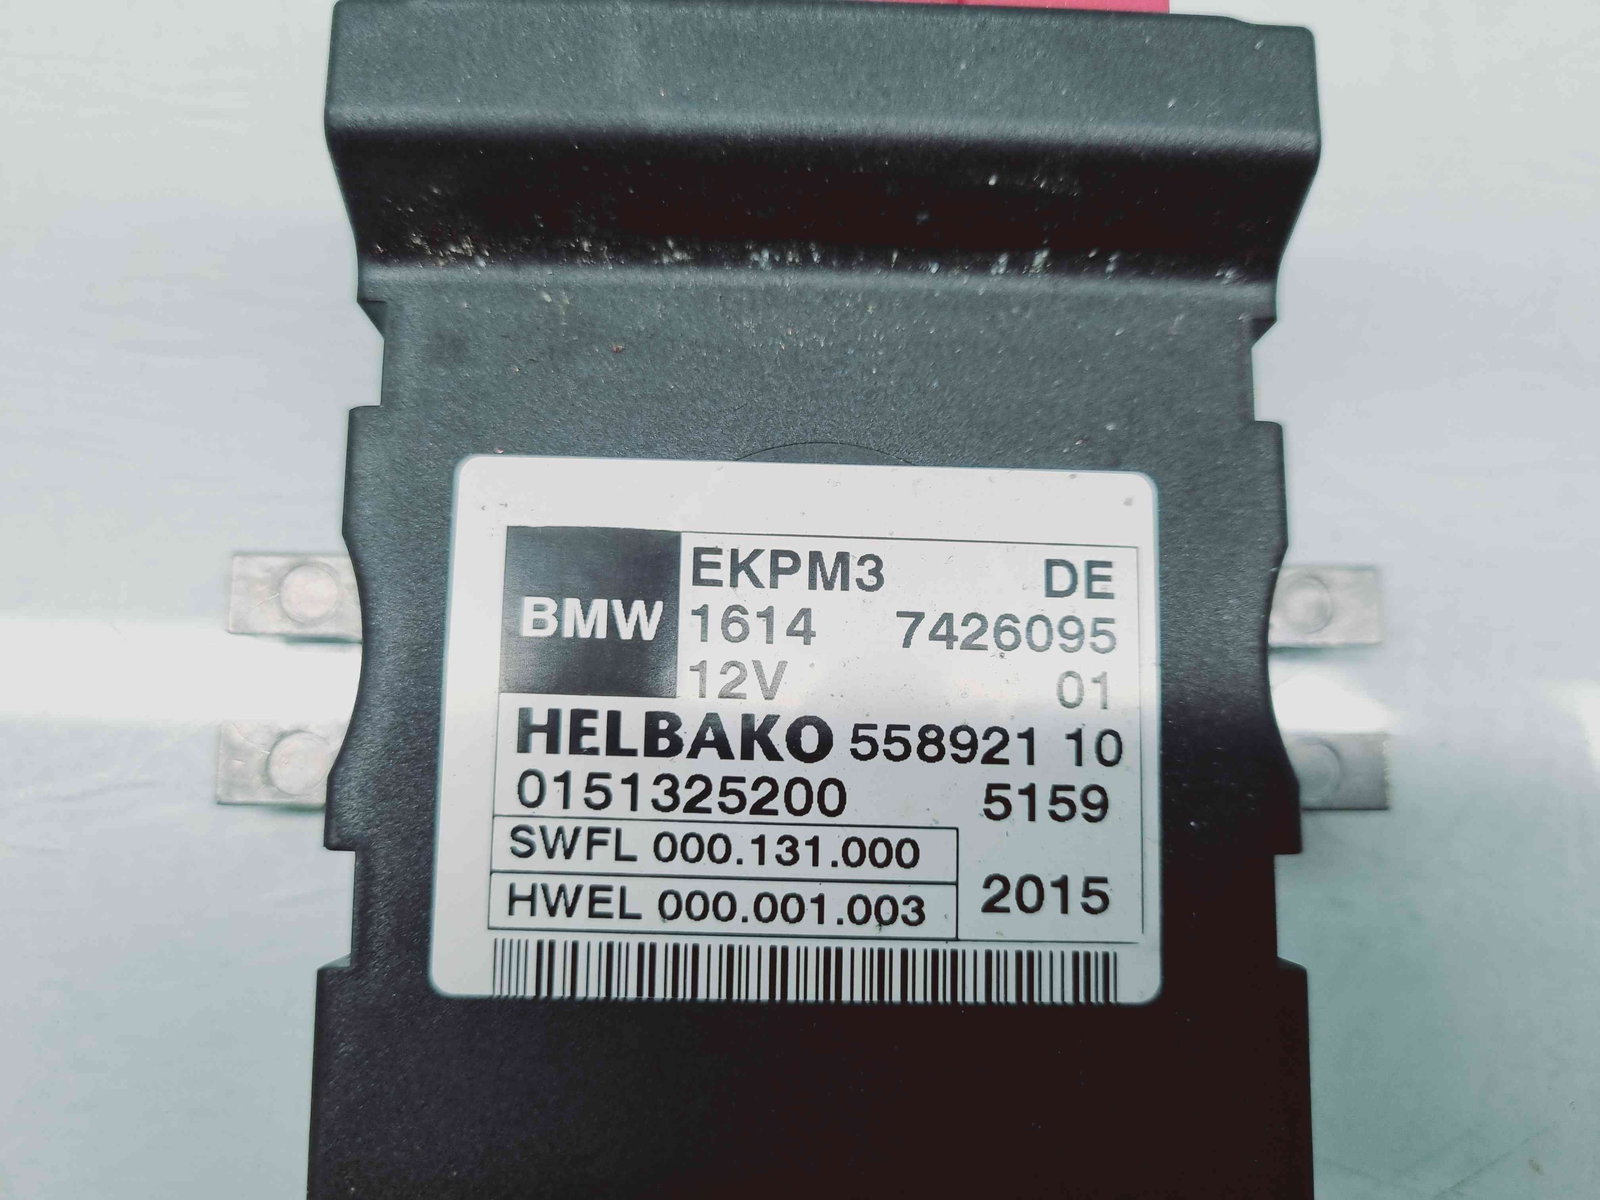 BMW
EKPM3 DE
1614 7426095
12V 01
HELBAKO 558921 10
0151325200 5159
SWFL 000.131.000
HWEL 000.001.003
2015